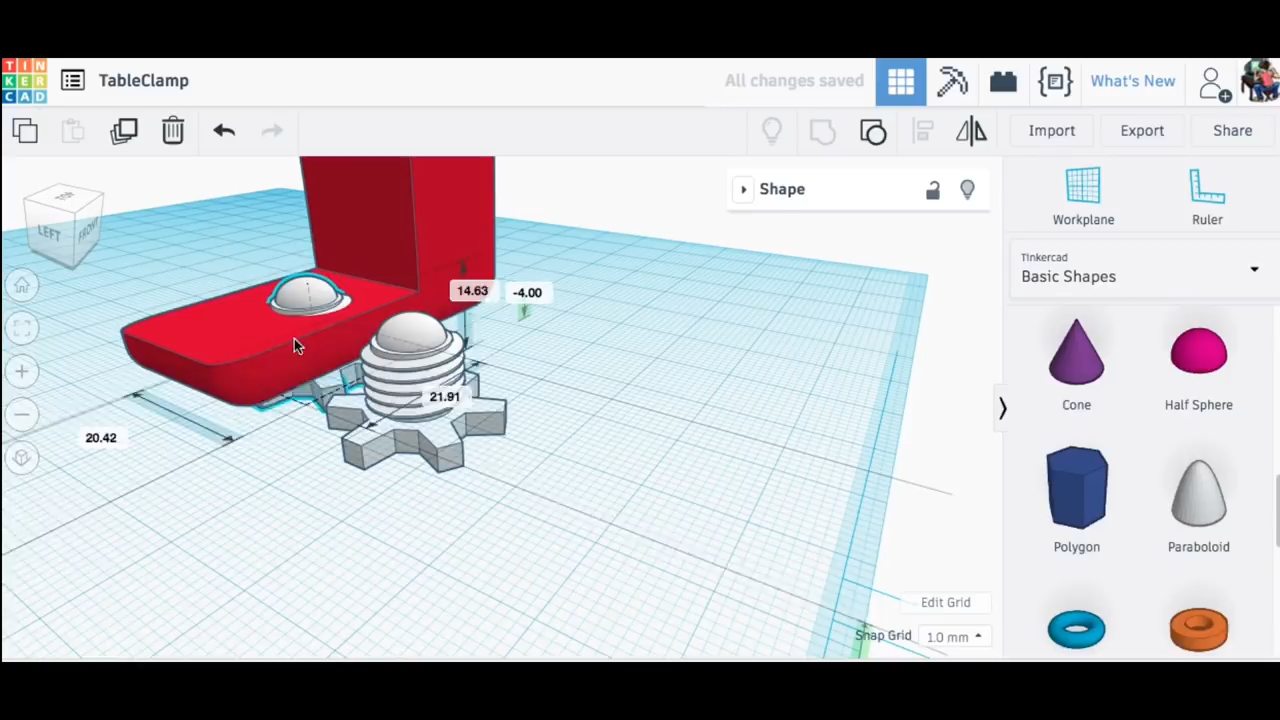 TIN
KER
CAD
TableClamp
All changes saved
What's New
Import
Export
Share
TOP
LEFT
FRONT
Shape
Workplane
Ruler
Tinkercad
Basic Shapes
14.63
-4.00
21.91
20.42
Cone
Half Sphere
Polygon
Paraboloid
Edit Grid
Snap Grid
1.0 mm